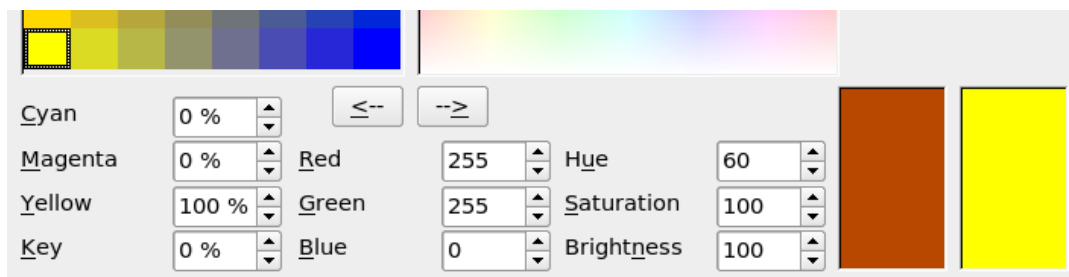 Cyan 0 % <-- -->
Magenta 0 % Red 255 Hue 60
Yellow 100 % Green 255 Saturation 100
Key 0 % Blue 0 Brightness 100